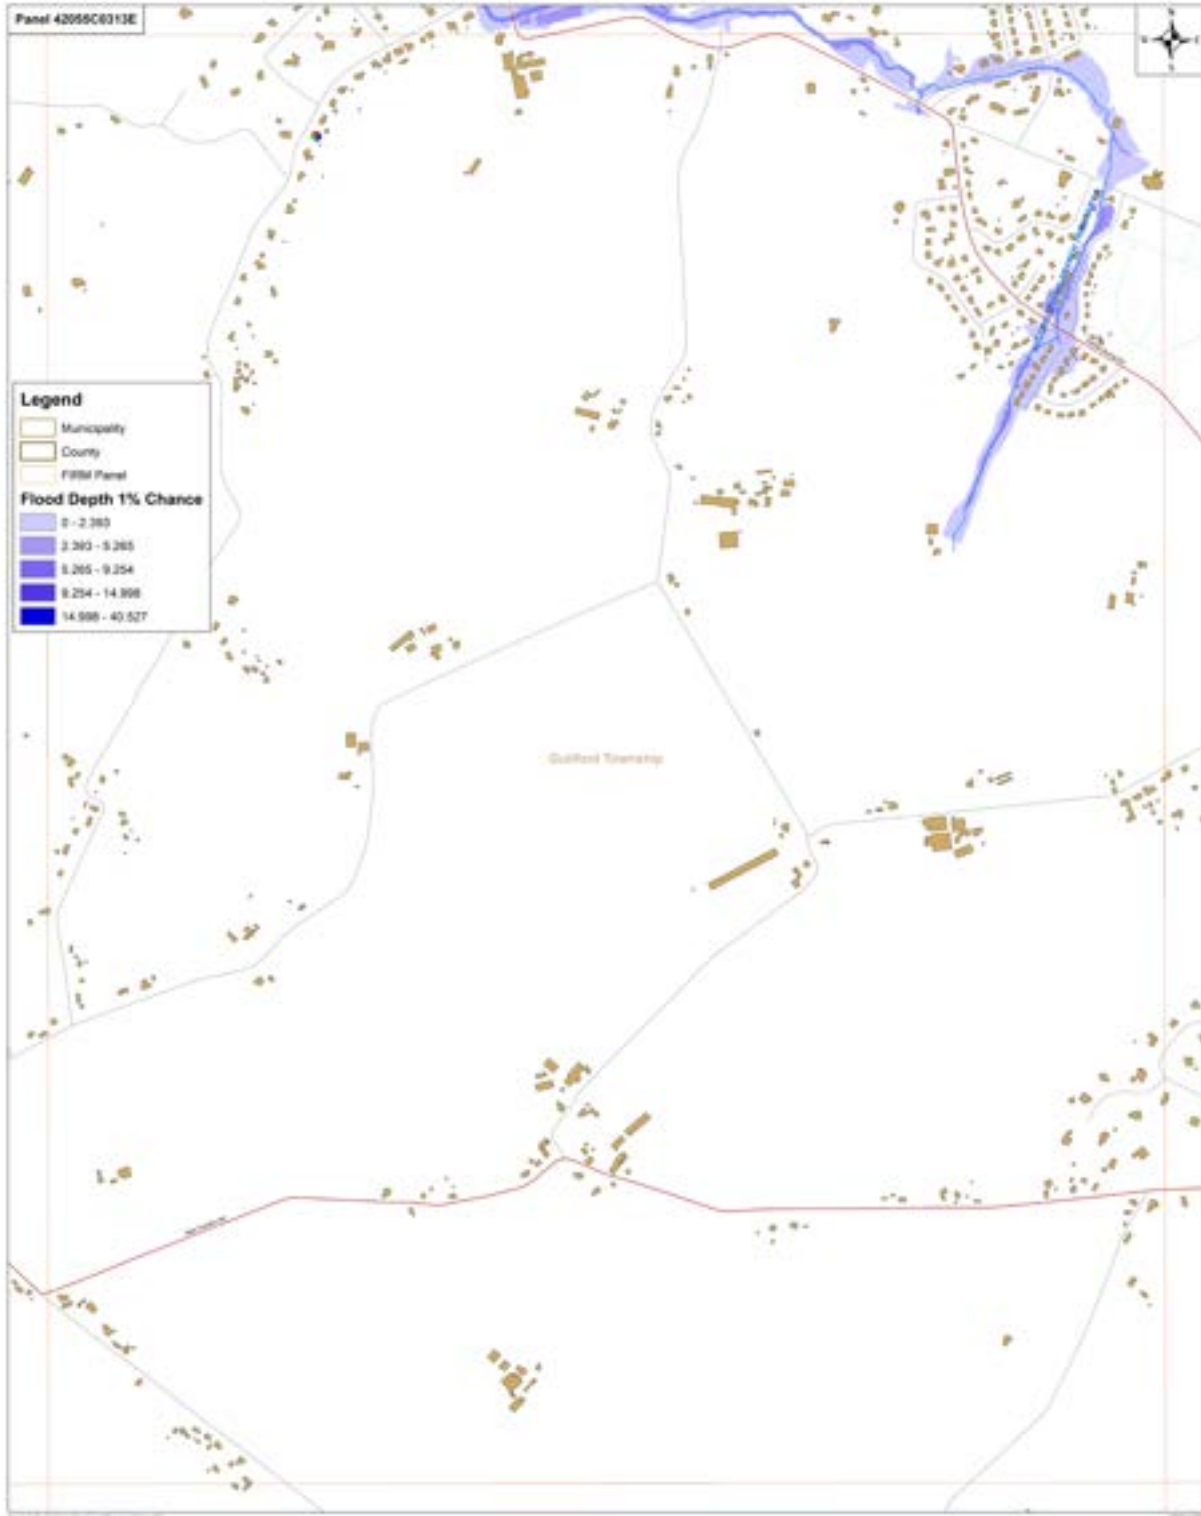 Panel 42055C0313E
Legend
Municipality
County
FIRM Panel
Flood Depth 1% Chance
0 - 2.393
2.393 - 5.265
5.265 - 9.254
9.254 - 14.998
14.998 - 40.527
Guilford Township